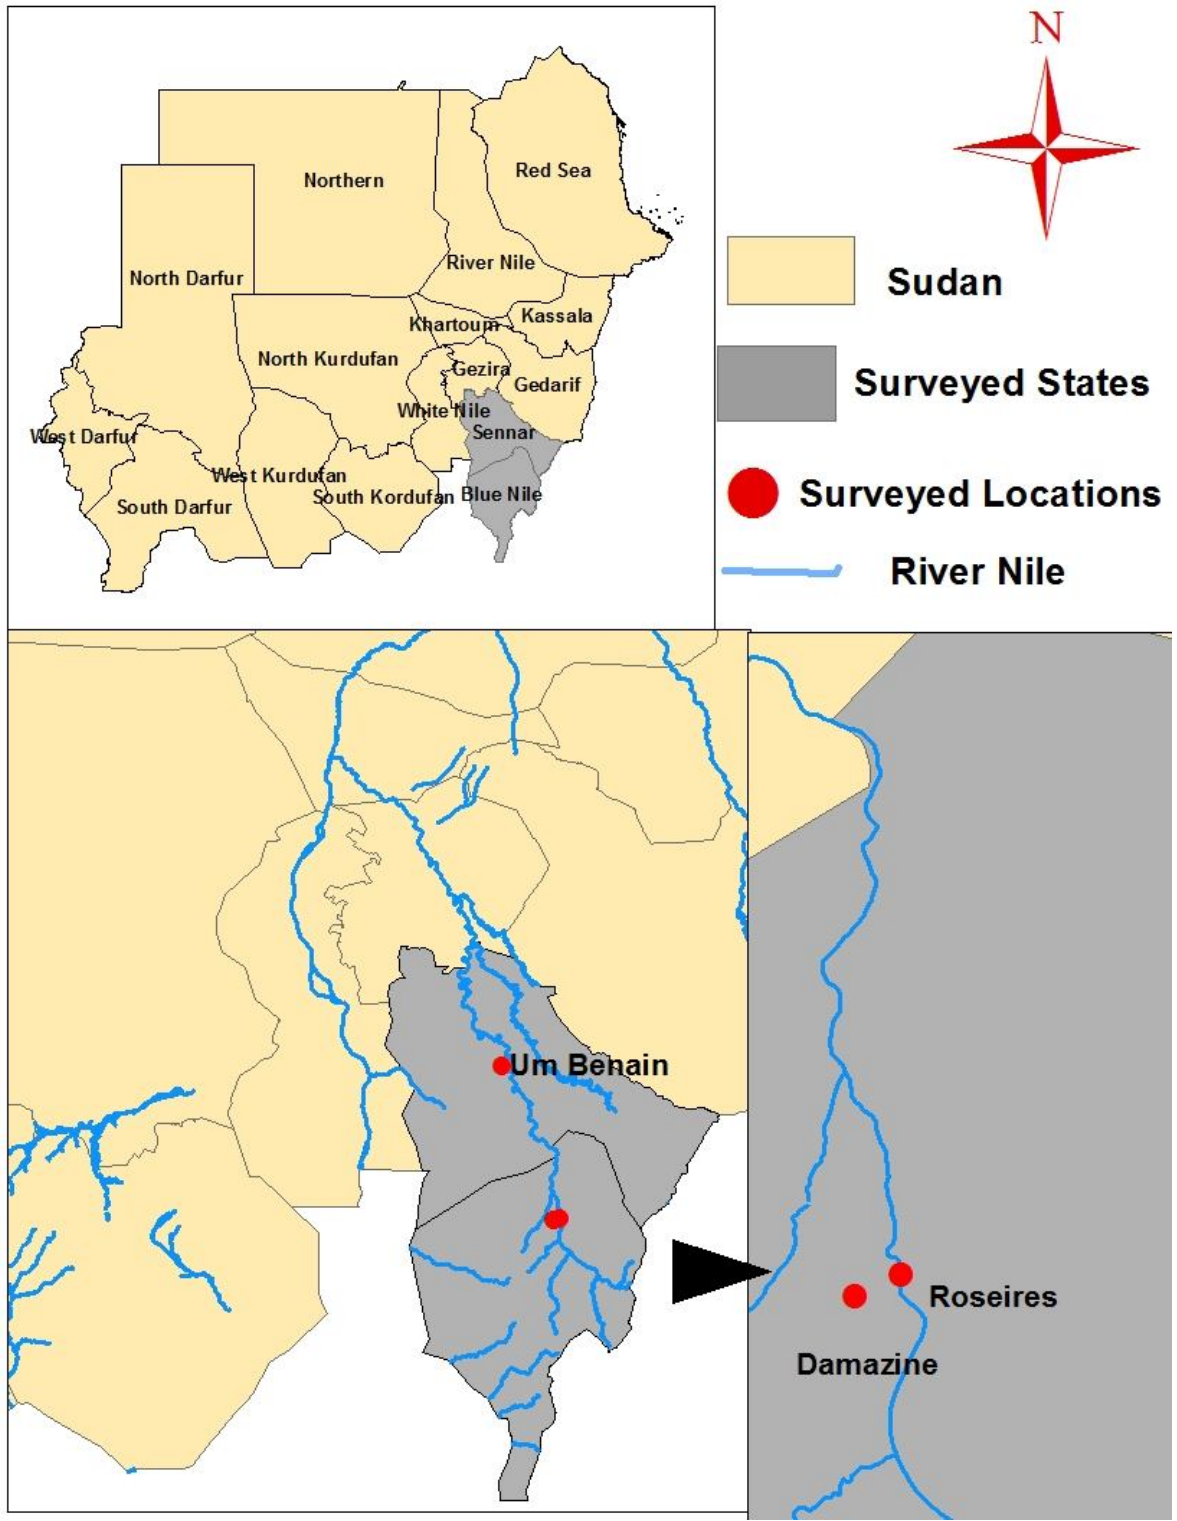 N
Northern
Red Sea
River Nile
North Darfur
Kassala
Khartoum
North Kurdufan
Gezira
Gedarif
White Nile
Sennar
West Darfur
West Kurdufan
South Kordufan
Blue Nile
South Darfur
Sudan
Surveyed States
Surveyed Locations
River Nile
Um Benain
Roseires
Damazine